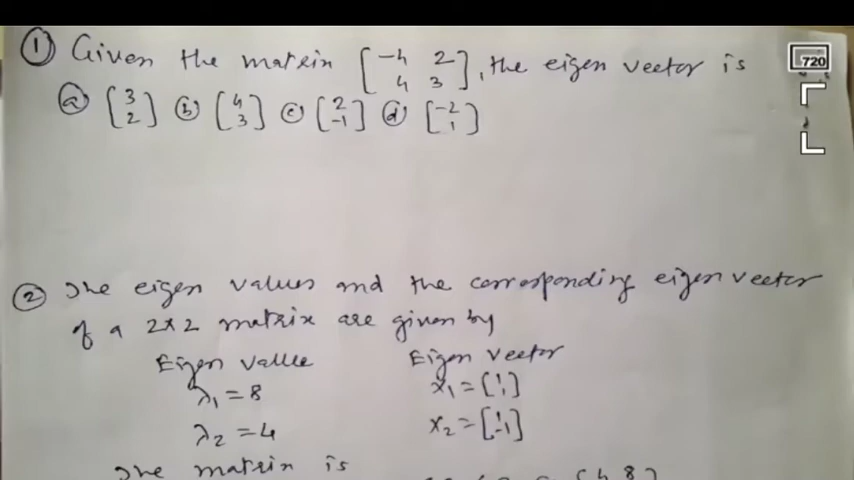 ① Given the matrix [-4 2 4 3], the eigen vector is
ⓐ [3 2] ⓑ [4 3] ⓒ [2 -1] ⓓ [-2 1]
720
② The eigen values and the corresponding eigen vector
of a 2×2 matrix are given by
Eigen value Eigen vector
λ₁ = 8 x₁ = [1 1]
λ₂ = 4 x₂ = [1 -1]
The matrix is